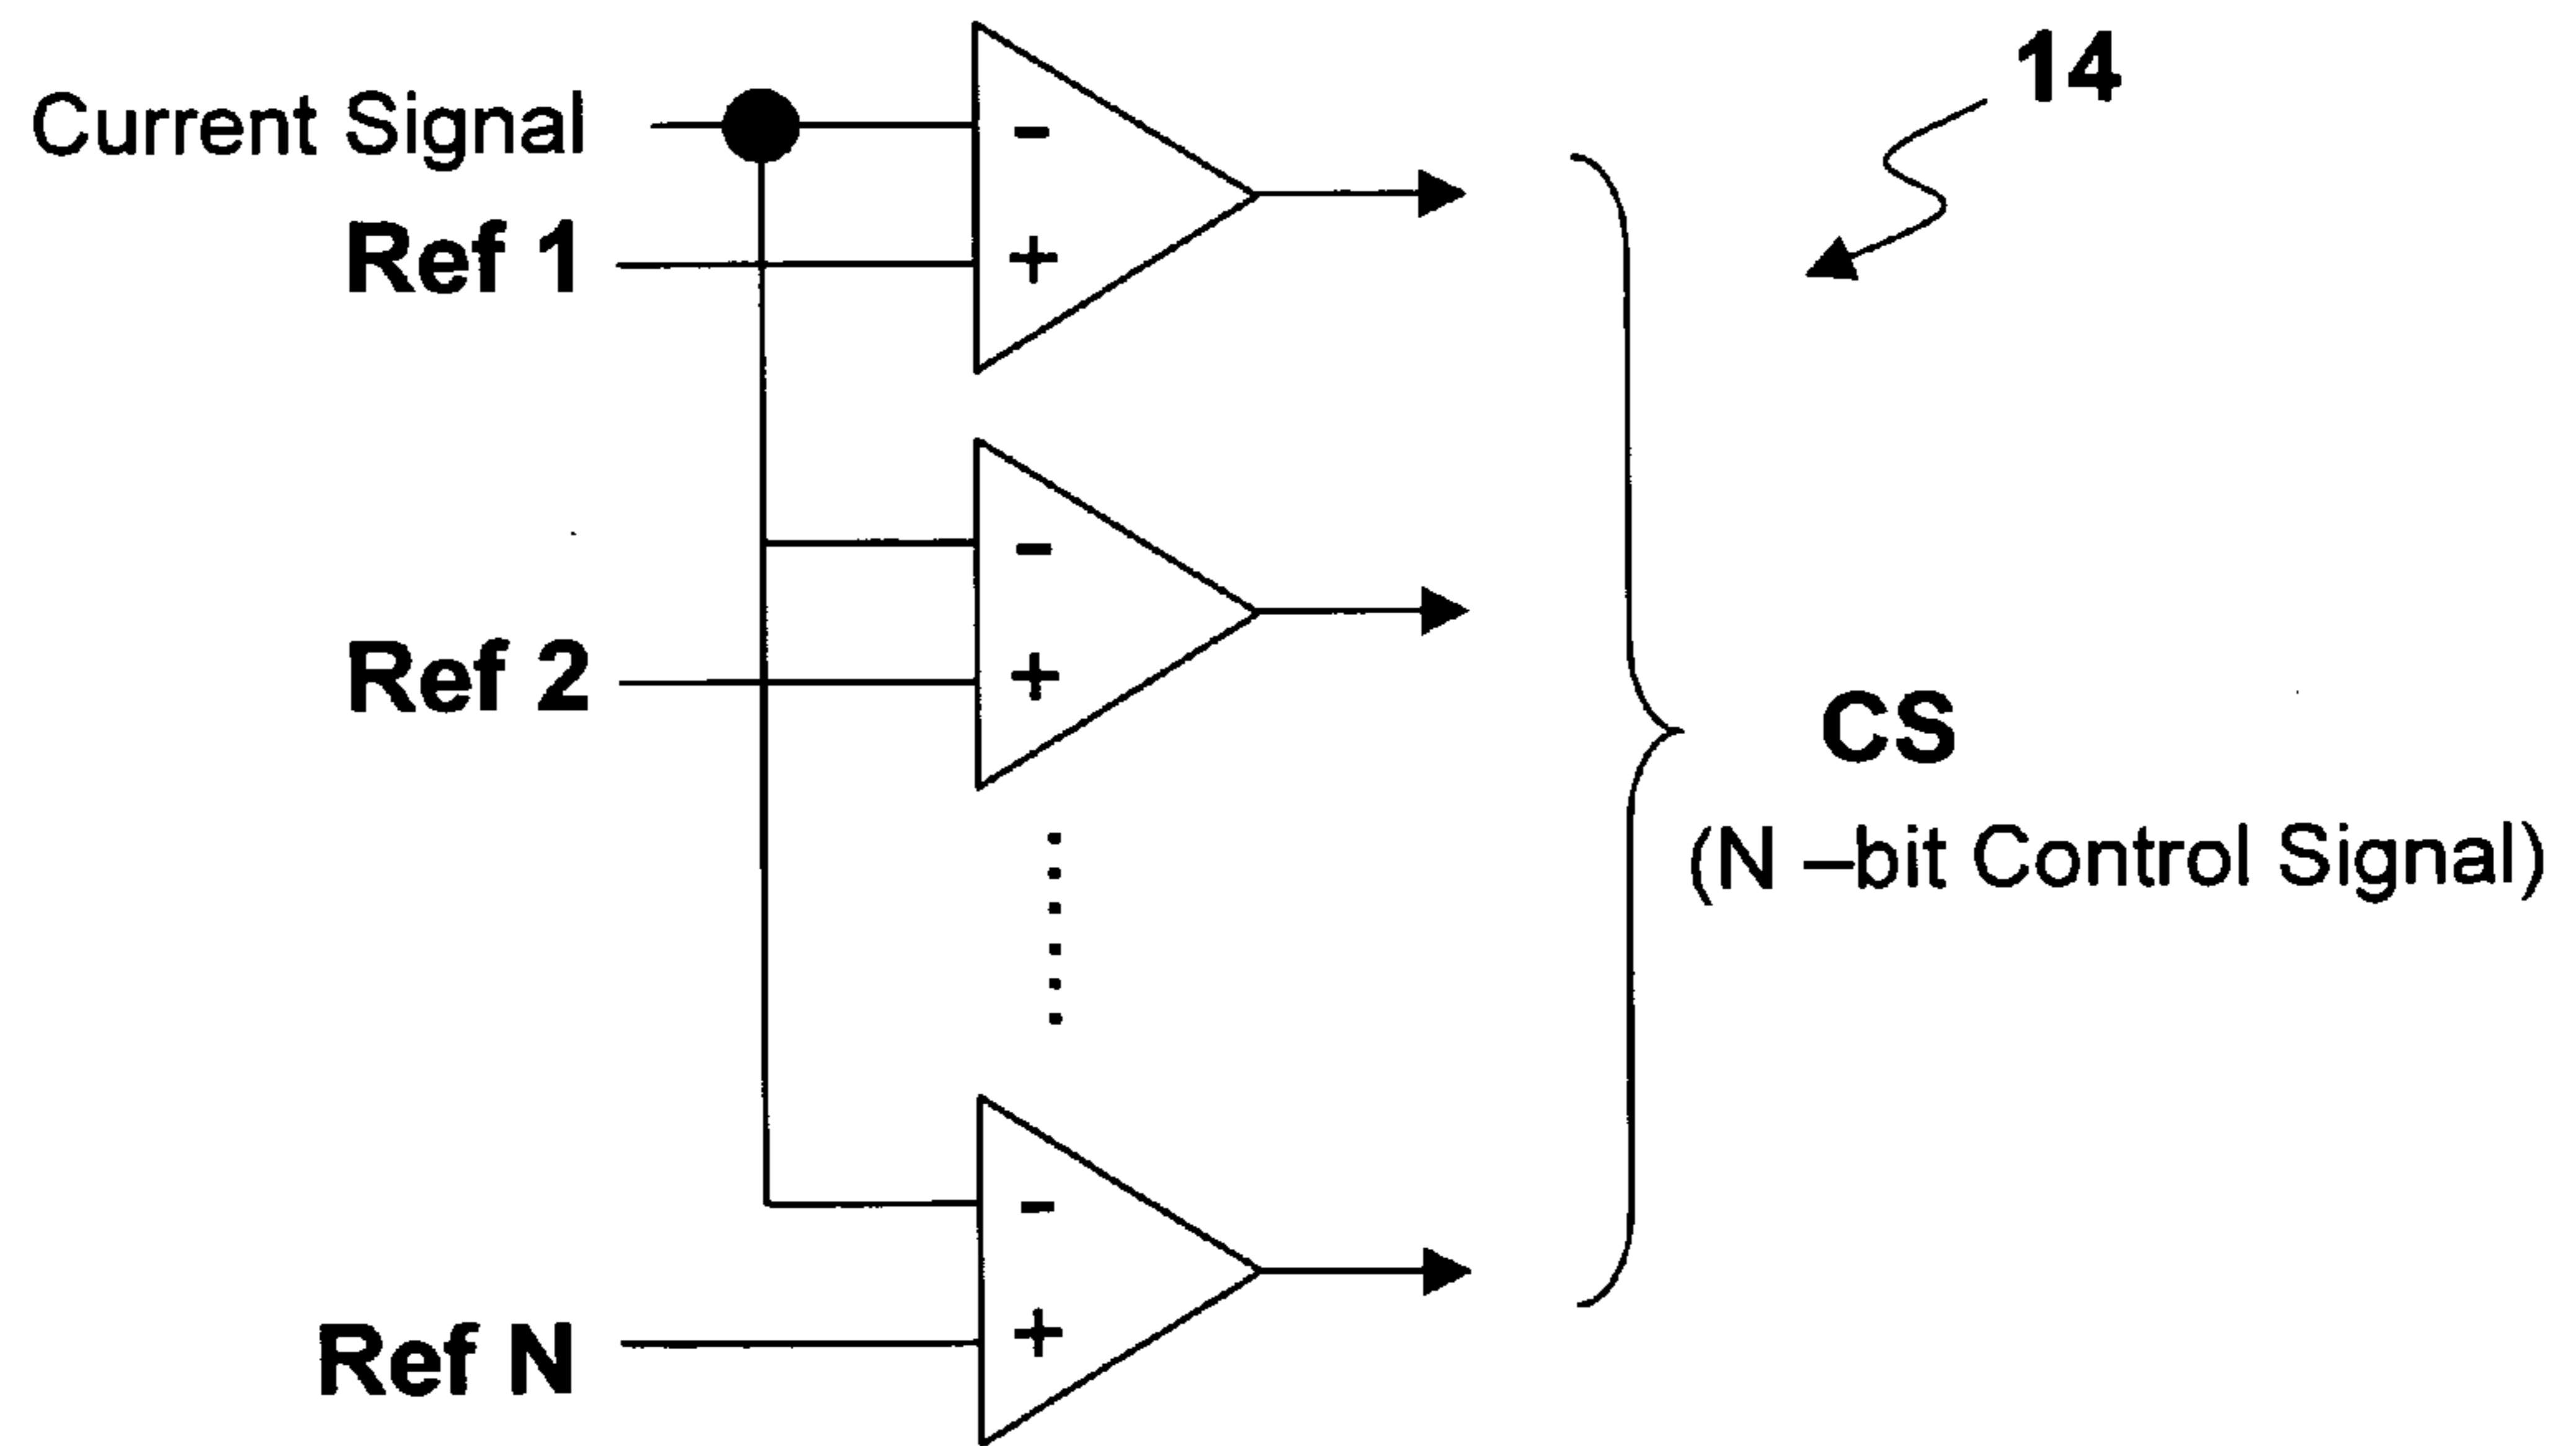 14
Current Signal
-
Ref 1
+
-
Ref 2
+
CS
(N –bit Control Signal)
-
Ref N
+